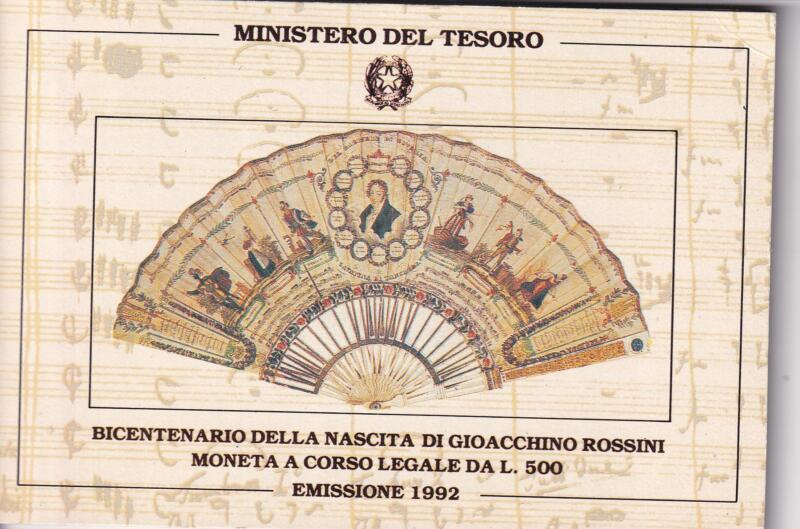 MINISTERO DEL TESORO
BICENTENARIO DELLA NASCITA DI GIOACCHINO ROSSINI
MONETA A CORSO LEGALE DA L. 500
EMISSIONE 1992